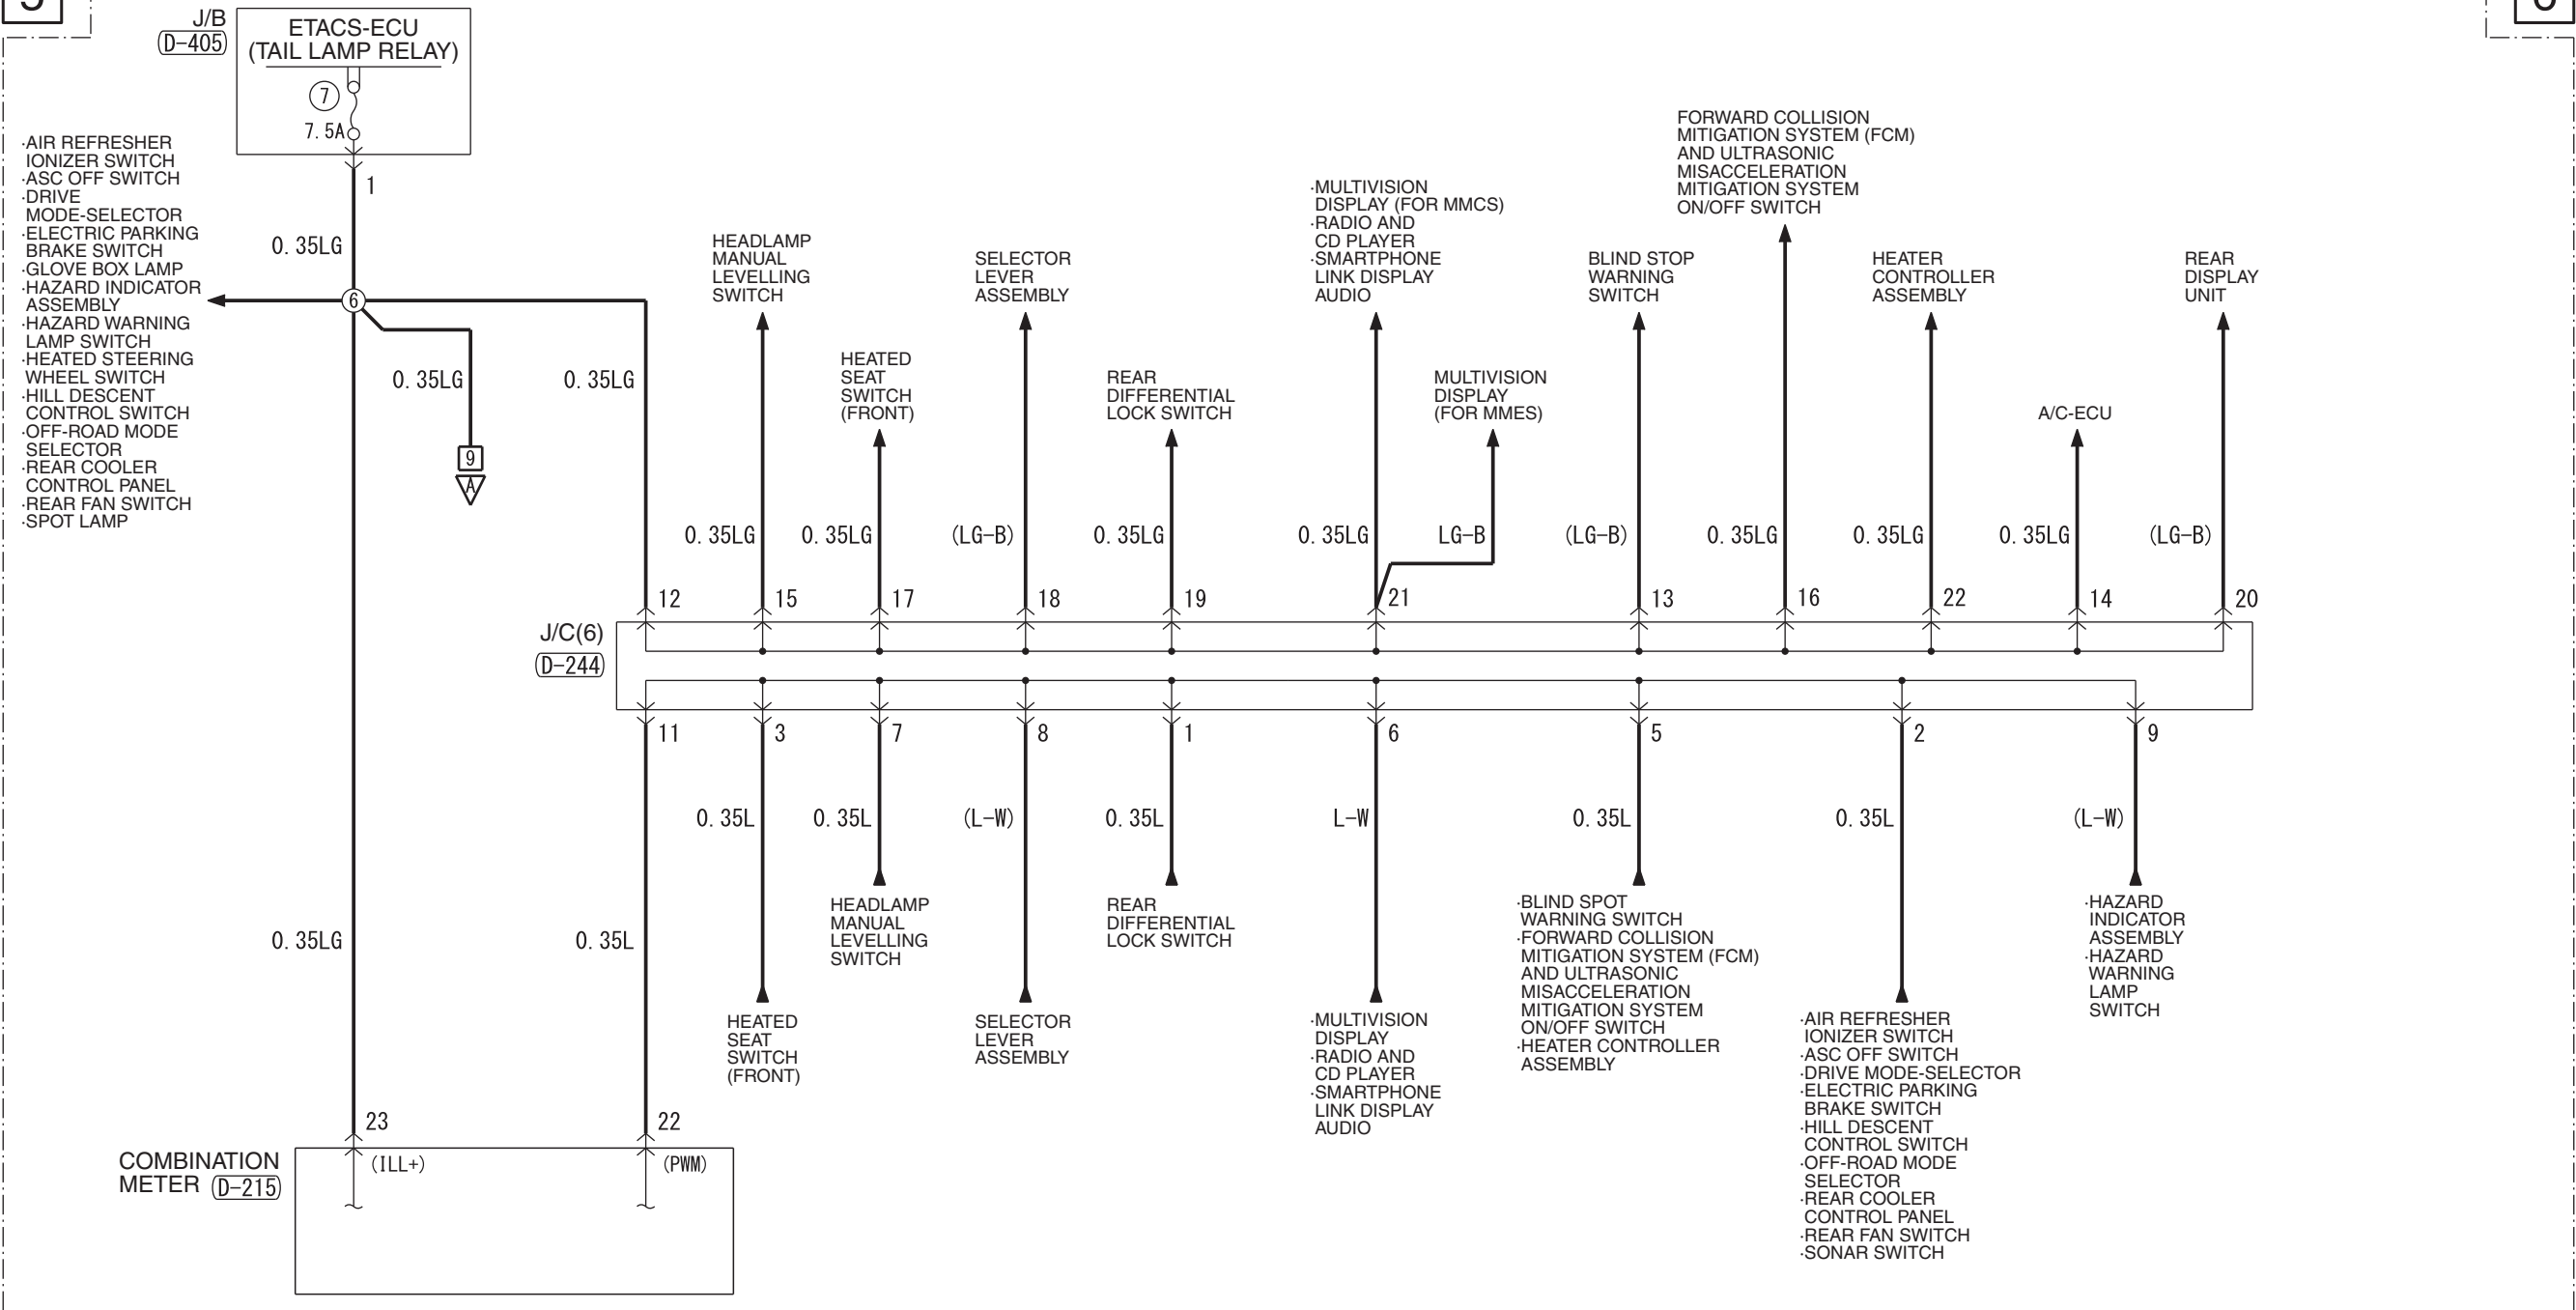 J/B
(D-405)
ETACS-ECU
(TAIL LAMP RELAY)
7
7. 5A
1
·AIR REFRESHER
IONIZER SWITCH
·ASC OFF SWITCH
·DRIVE
MODE-SELECTOR
·ELECTRIC PARKING
BRAKE SWITCH
·GLOVE BOX LAMP
·HAZARD INDICATOR
ASSEMBLY
·HAZARD WARNING
LAMP SWITCH
·HEATED STEERING
WHEEL SWITCH
·HILL DESCENT
CONTROL SWITCH
·OFF-ROAD MODE
SELECTOR
·REAR COOLER
CONTROL PANEL
·REAR FAN SWITCH
·SPOT LAMP
0. 35LG
6
0. 35LG
9
A
0. 35LG
HEADLAMP
MANUAL
LEVELLING
SWITCH
HEATED
SEAT
SWITCH
(FRONT)
SELECTOR
LEVER
ASSEMBLY
REAR
DIFFERENTIAL
LOCK SWITCH
·MULTIVISION
DISPLAY (FOR MMCS)
·RADIO AND
CD PLAYER
·SMARTPHONE
LINK DISPLAY
AUDIO
MULTIVISION
DISPLAY
(FOR MMES)
BLIND STOP
WARNING
SWITCH
FORWARD COLLISION
MITIGATION SYSTEM (FCM)
AND ULTRASONIC
MISACCELERATION
MITIGATION SYSTEM
ON/OFF SWITCH
HEATER
CONTROLLER
ASSEMBLY
A/C-ECU
REAR
DISPLAY
UNIT
0. 35LG 0. 35LG (LG-B) 0. 35LG 0. 35LG LG-B (LG-B) 0. 35LG 0. 35LG 0. 35LG (LG-B)
12 15 17 18 19 21 13 16 22 14 20
J/C(6)
(D-244)
11 3 7 8 1 6 5 2 9
0. 35L 0. 35L (L-W) 0. 35L L-W 0. 35L 0. 35L (L-W)
0. 35LG 0. 35L
HEATED
SEAT
SWITCH
(FRONT)
HEADLAMP
MANUAL
LEVELLING
SWITCH
SELECTOR
LEVER
ASSEMBLY
REAR
DIFFERENTIAL
LOCK SWITCH
·MULTIVISION
DISPLAY
·RADIO AND
CD PLAYER
·SMARTPHONE
LINK DISPLAY
AUDIO
·BLIND SPOT
WARNING SWITCH
·FORWARD COLLISION
MITIGATION SYSTEM (FCM)
AND ULTRASONIC
MISACCELERATION
MITIGATION SYSTEM
ON/OFF SWITCH
·HEATER CONTROLLER
ASSEMBLY
·AIR REFRESHER
IONIZER SWITCH
·ASC OFF SWITCH
·DRIVE MODE-SELECTOR
·ELECTRIC PARKING
BRAKE SWITCH
·HILL DESCENT
CONTROL SWITCH
·OFF-ROAD MODE
SELECTOR
·REAR COOLER
CONTROL PANEL
·REAR FAN SWITCH
·SONAR SWITCH
·HAZARD
INDICATOR
ASSEMBLY
·HAZARD
WARNING
LAMP
SWITCH
23 22
COMBINATION
METER (D-215)
(ILL+) (PWM)